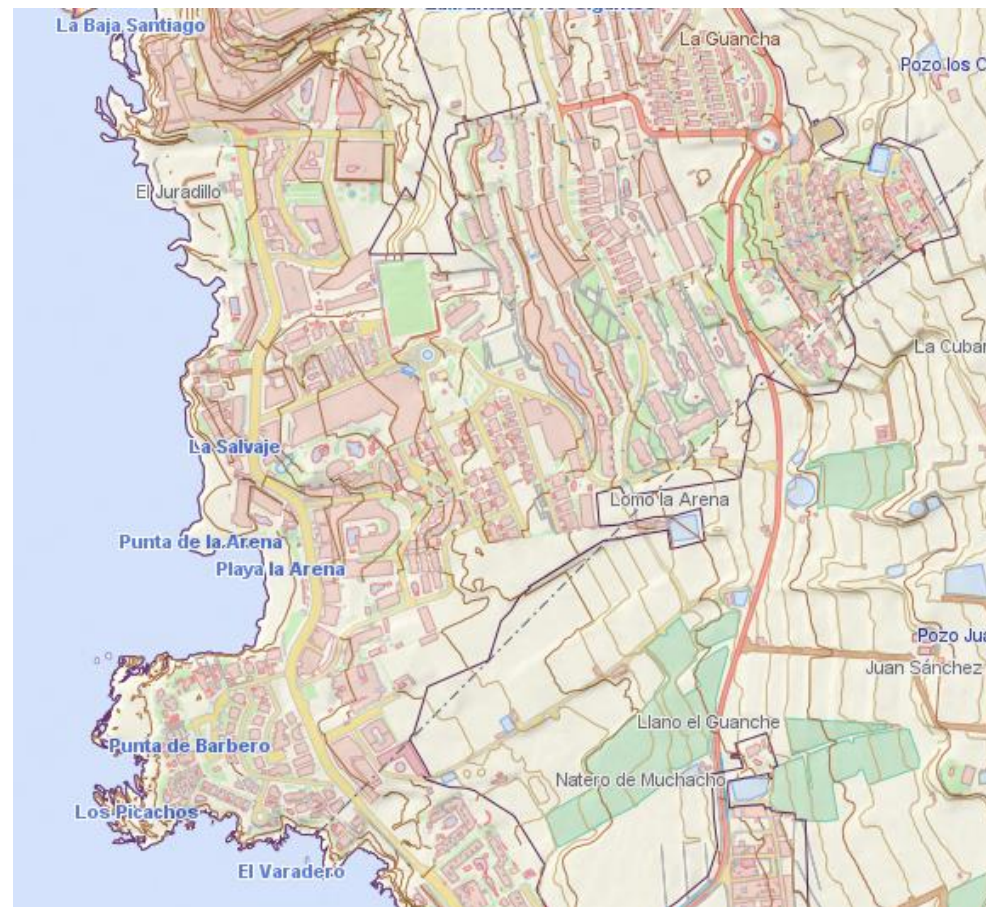 La Baja Santiago
La Guancha
Pozo los
El Juradillo
La Cubar
La Salvaje
Lomo la Arena
Punta de la Arena
Playa la Arena
Pozo Jua
Juan Sánchez
Llano el Guanche
Punta de Barbero
Natero de Muchacho
Los Picachos
El Varadero